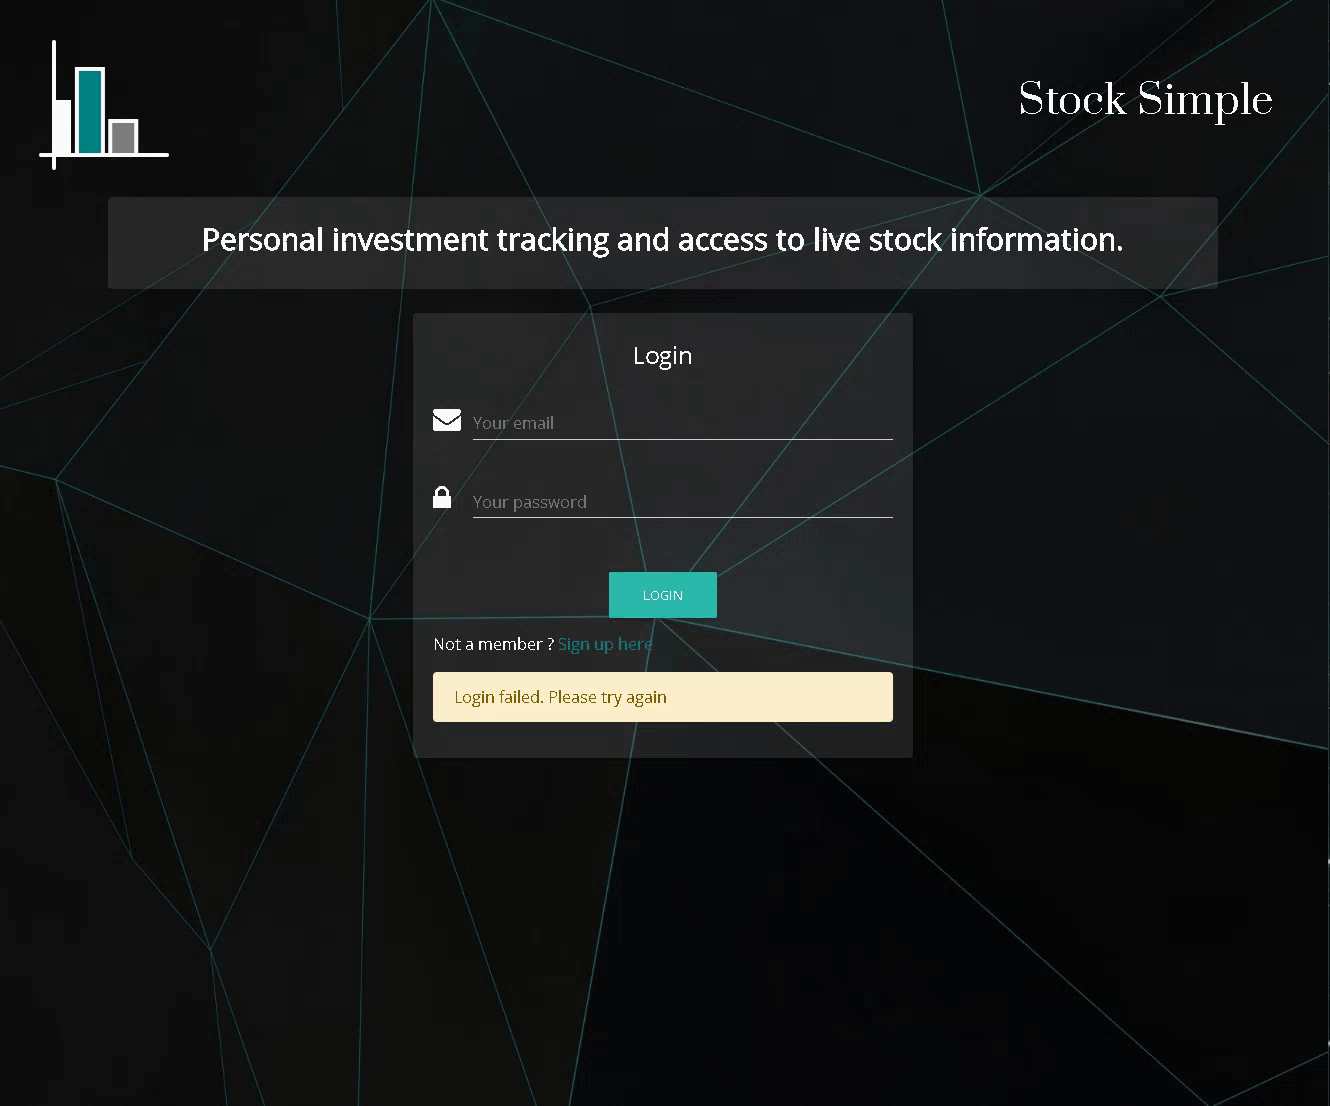 Stock Simple
Personal investment tracking and access to live stock information.
Login
Your email
Your password
LOGIN
Not a member ? Sign up here
Login failed. Please try again